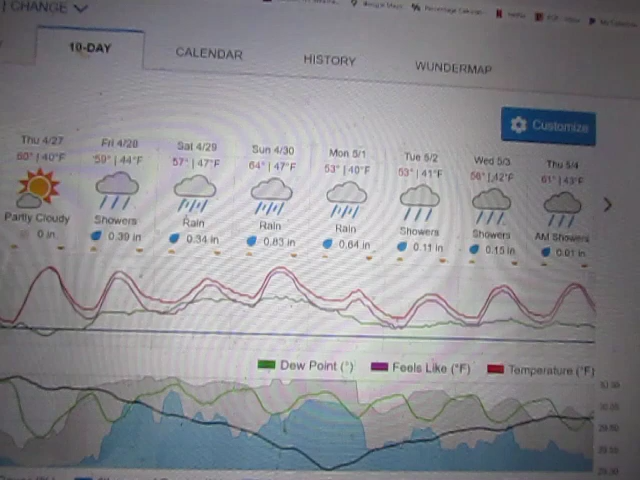 CHANGE
10-DAY
CALENDAR
HISTORY
WUNDERMAP
Customize
Thu 4/27
60° | 40°F
Partly Cloudy
0 in
Fri 4/28
59° | 44°F
Showers
0.39 in
Sat 4/29
57° | 47°F
Rain
0.34 in
Sun 4/30
64° | 47°F
Rain
0.83 in
Mon 5/1
53° | 40°F
Rain
0.64 in
Tue 5/2
53° | 41°F
Showers
0.11 in
Wed 5/3
56° | 42°F
Showers
0.15 in
Thu 5/4
61° | 43°F
AM Showers
0.01 in
Dew Point (°)
Feels Like (°F)
Temperature (°F)